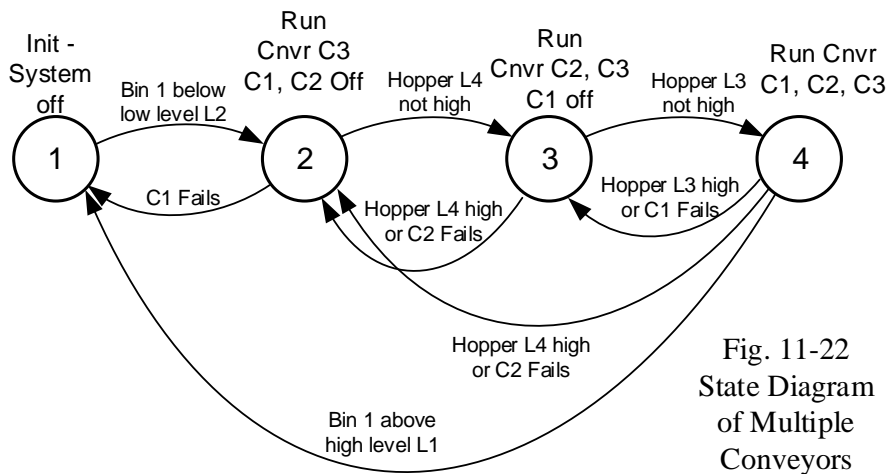 Init -
System
off
Bin 1 below
low level L2
Run
Cnvr C3
C1, C2 Off
Hopper L4
not high
Run
Cnvr C2, C3
C1 off
Hopper L3
not high
Run Cnvr
C1, C2, C3
1
2
3
4
C1 Fails
Hopper L4 high
or C2 Fails
Hopper L3 high
or C1 Fails
Hopper L4 high
or C2 Fails
Bin 1 above
high level L1
Fig. 11-22
State Diagram
of Multiple
Conveyors